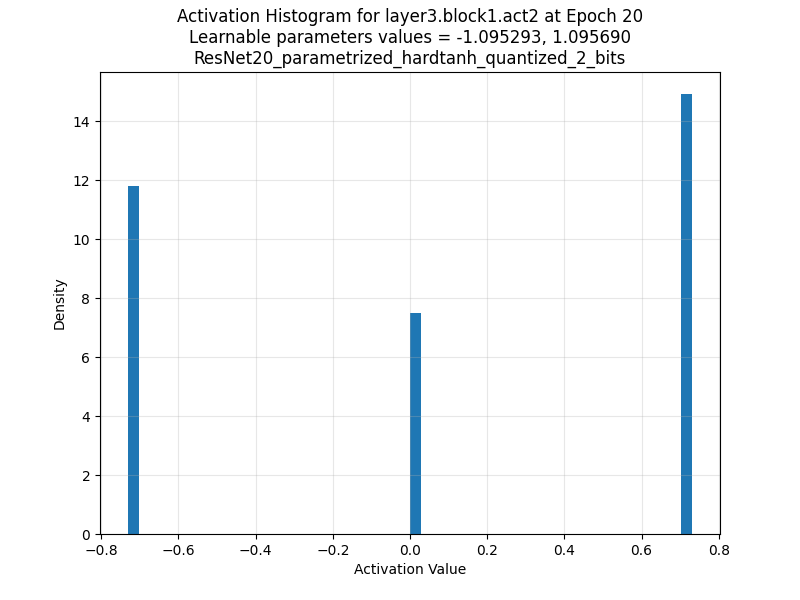 Activation Histogram for layer3.block1.act2 at Epoch 20
Learnable parameters values = -1.095293, 1.095690
ResNet20_parametrized_hardtanh_quantized_2_bits
Density
14
12
10
8
6
4
2
0
−0.8 −0.6 −0.4 −0.2 0.0 0.2 0.4 0.6 0.8
Activation Value